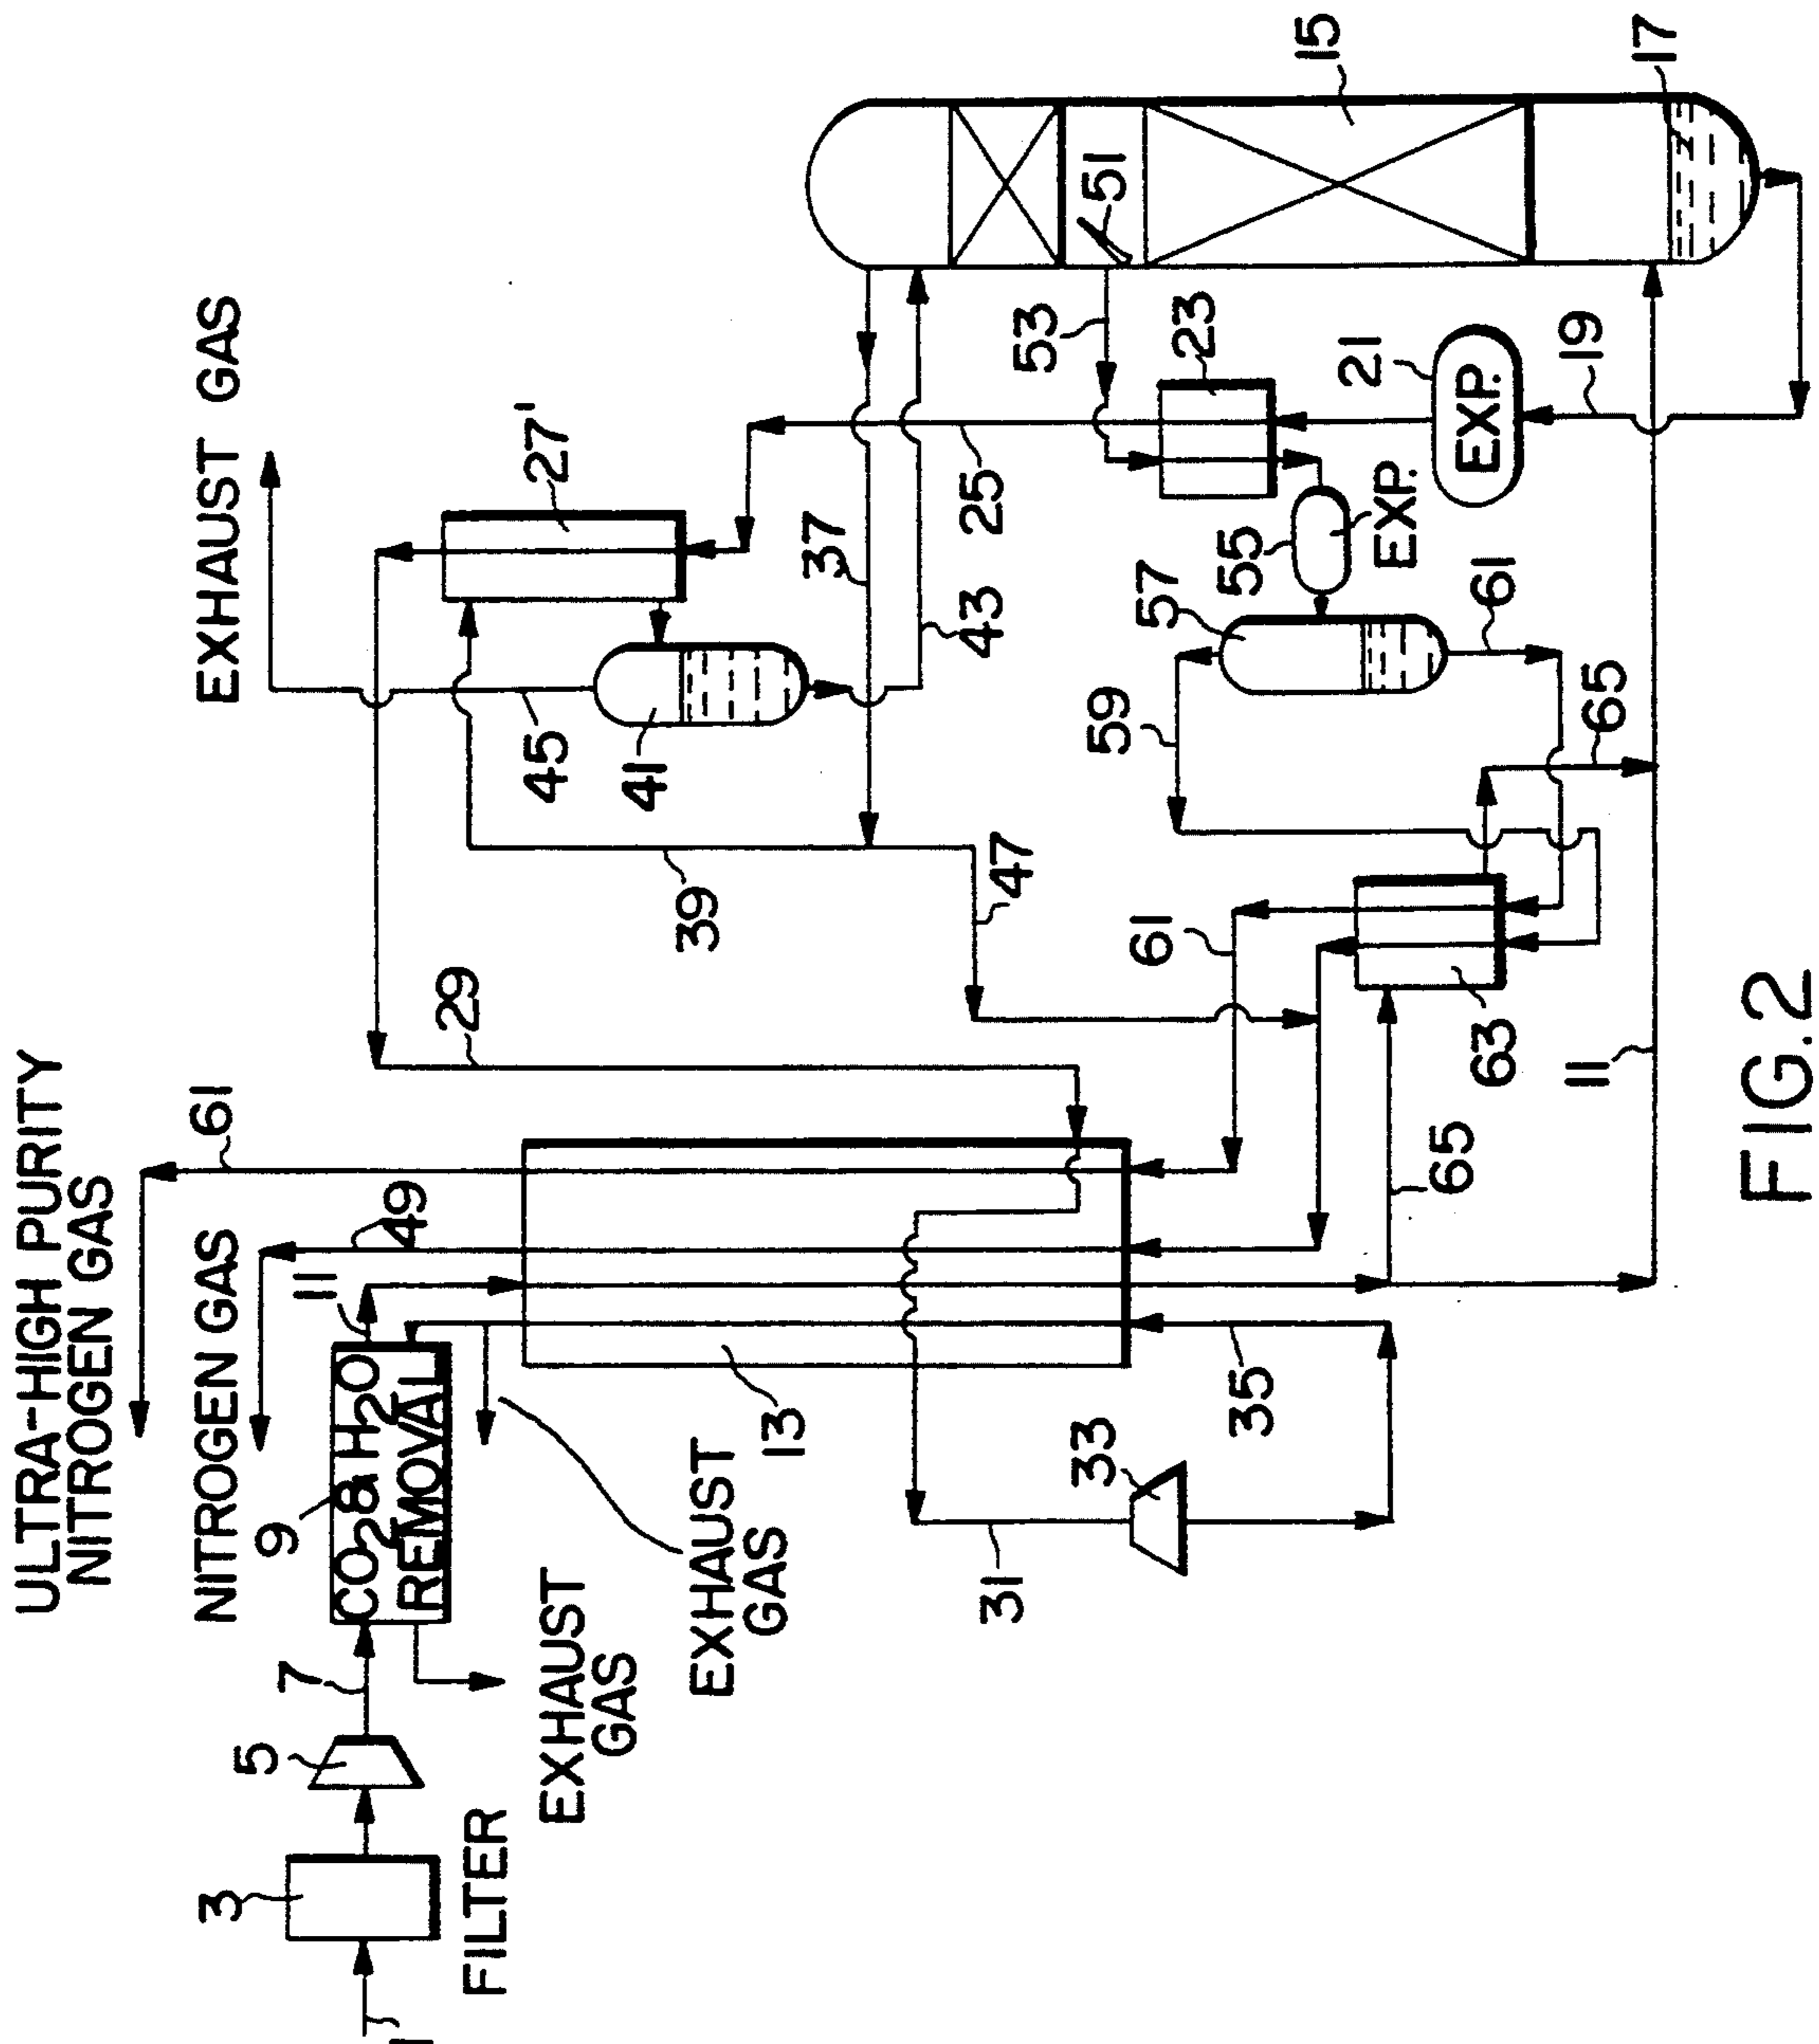 ULTRA-HIGH PURITY
NITROGEN GAS
NITROGEN GAS
EXHAUST GAS
61
49
11
9
CO2 & H2O
REMOVAL
7
5
3
FILTER
1
EXHAUST
GAS
EXHAUST
GAS
13
29
27'
45
41
39
37
43
47
25
53
23
51
15
17
21
EXP.
19
55
EXP.
57
59
61
65
61
63
65
11
31
33
35
FIG.2